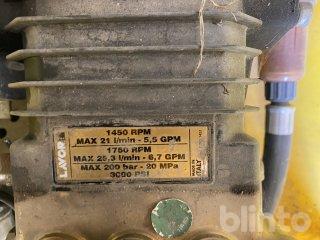 LAVOR
1450 RPM
MAX 21 l/min - 5,5 GPM
1750 RPM
MAX 25,3 l/min - 6,7 GPM
MAX 200 bar - 20 MPa
3000 PSI
MADE IN
ITALY
blinto